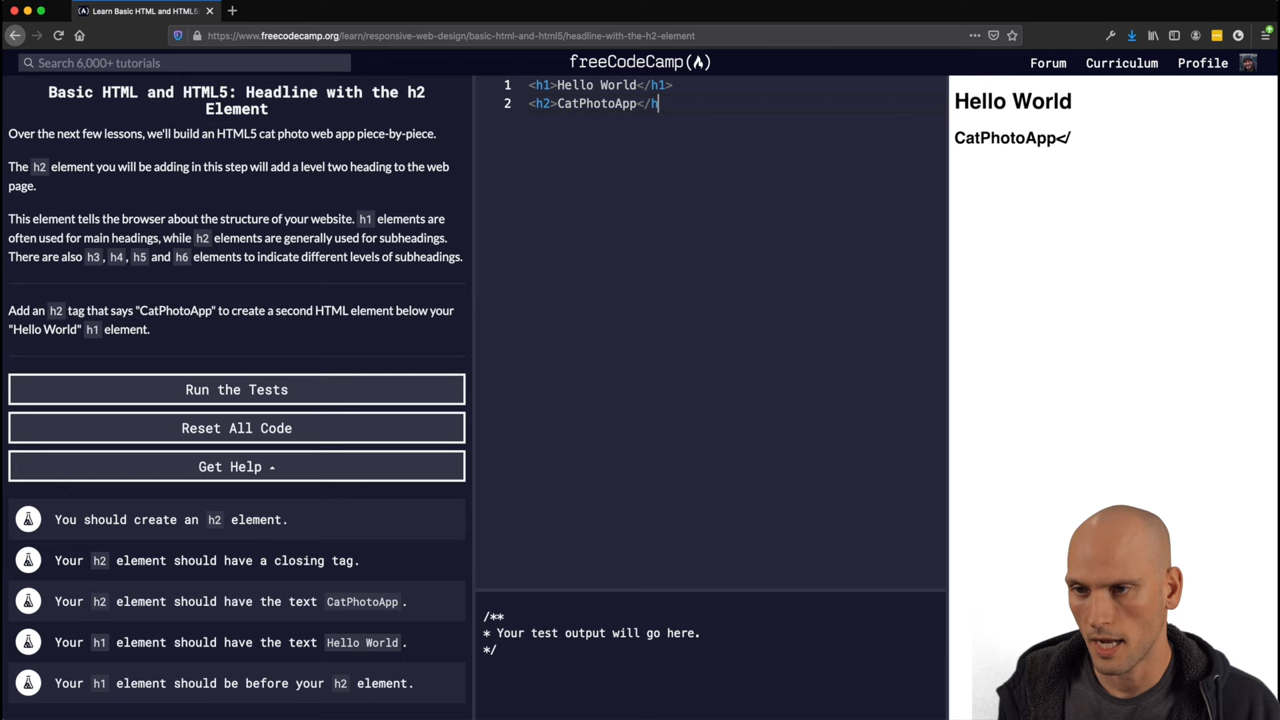 Learn Basic HTML and HTML5:
https://www.freecodecamp.org/learn/responsive-web-design/basic-html-and-html5/headline-with-the-h2-element
Search 6,000+ tutorials
freeCodeCamp(🔥)
Forum
Curriculum
Profile
Basic HTML and HTML5: Headline with the h2
Element
Over the next few lessons, we'll build an HTML5 cat photo web app piece-by-piece.
The h2 element you will be adding in this step will add a level two heading to the web
page.
This element tells the browser about the structure of your website. h1 elements are
often used for main headings, while h2 elements are generally used for subheadings.
There are also h3, h4, h5 and h6 elements to indicate different levels of subheadings.
Add an h2 tag that says "CatPhotoApp" to create a second HTML element below your
"Hello World" h1 element.
Run the Tests
Reset All Code
Get Help
You should create an h2 element.
Your h2 element should have a closing tag.
Your h2 element should have the text CatPhotoApp.
Your h1 element should have the text Hello World.
Your h1 element should be before your h2 element.
1 <h1>Hello World</h1>
2 <h2>CatPhotoApp</h
/**
* Your test output will go here.
*/
Hello World
CatPhotoApp</